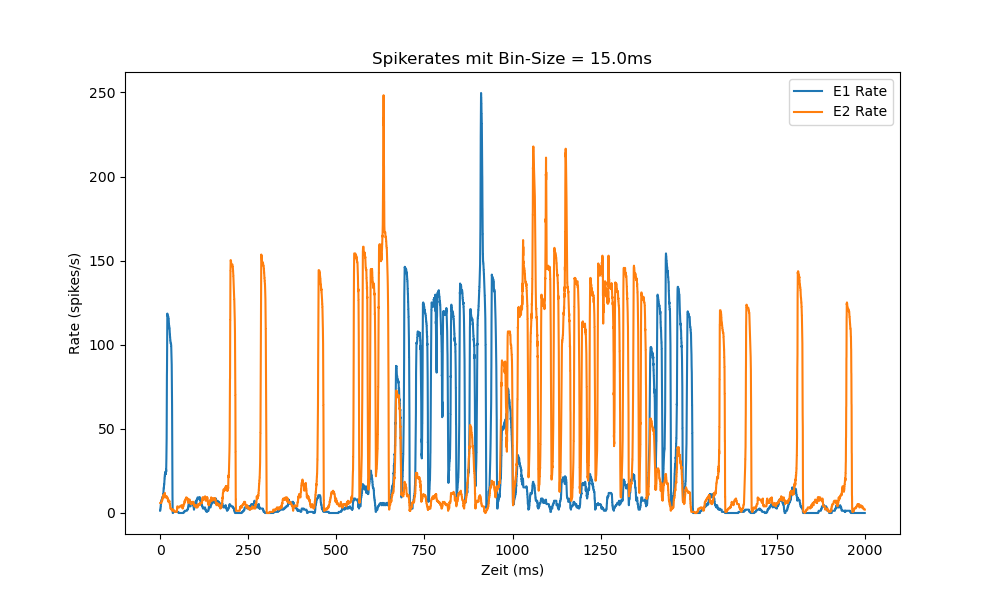 Spikerates mit Bin-Size = 15.0ms
E1 Rate
E2 Rate
250
200
150
100
50
0
Rate (spikes/s)
0 250 500 750 1000 1250 1500 1750 2000
Zeit (ms)